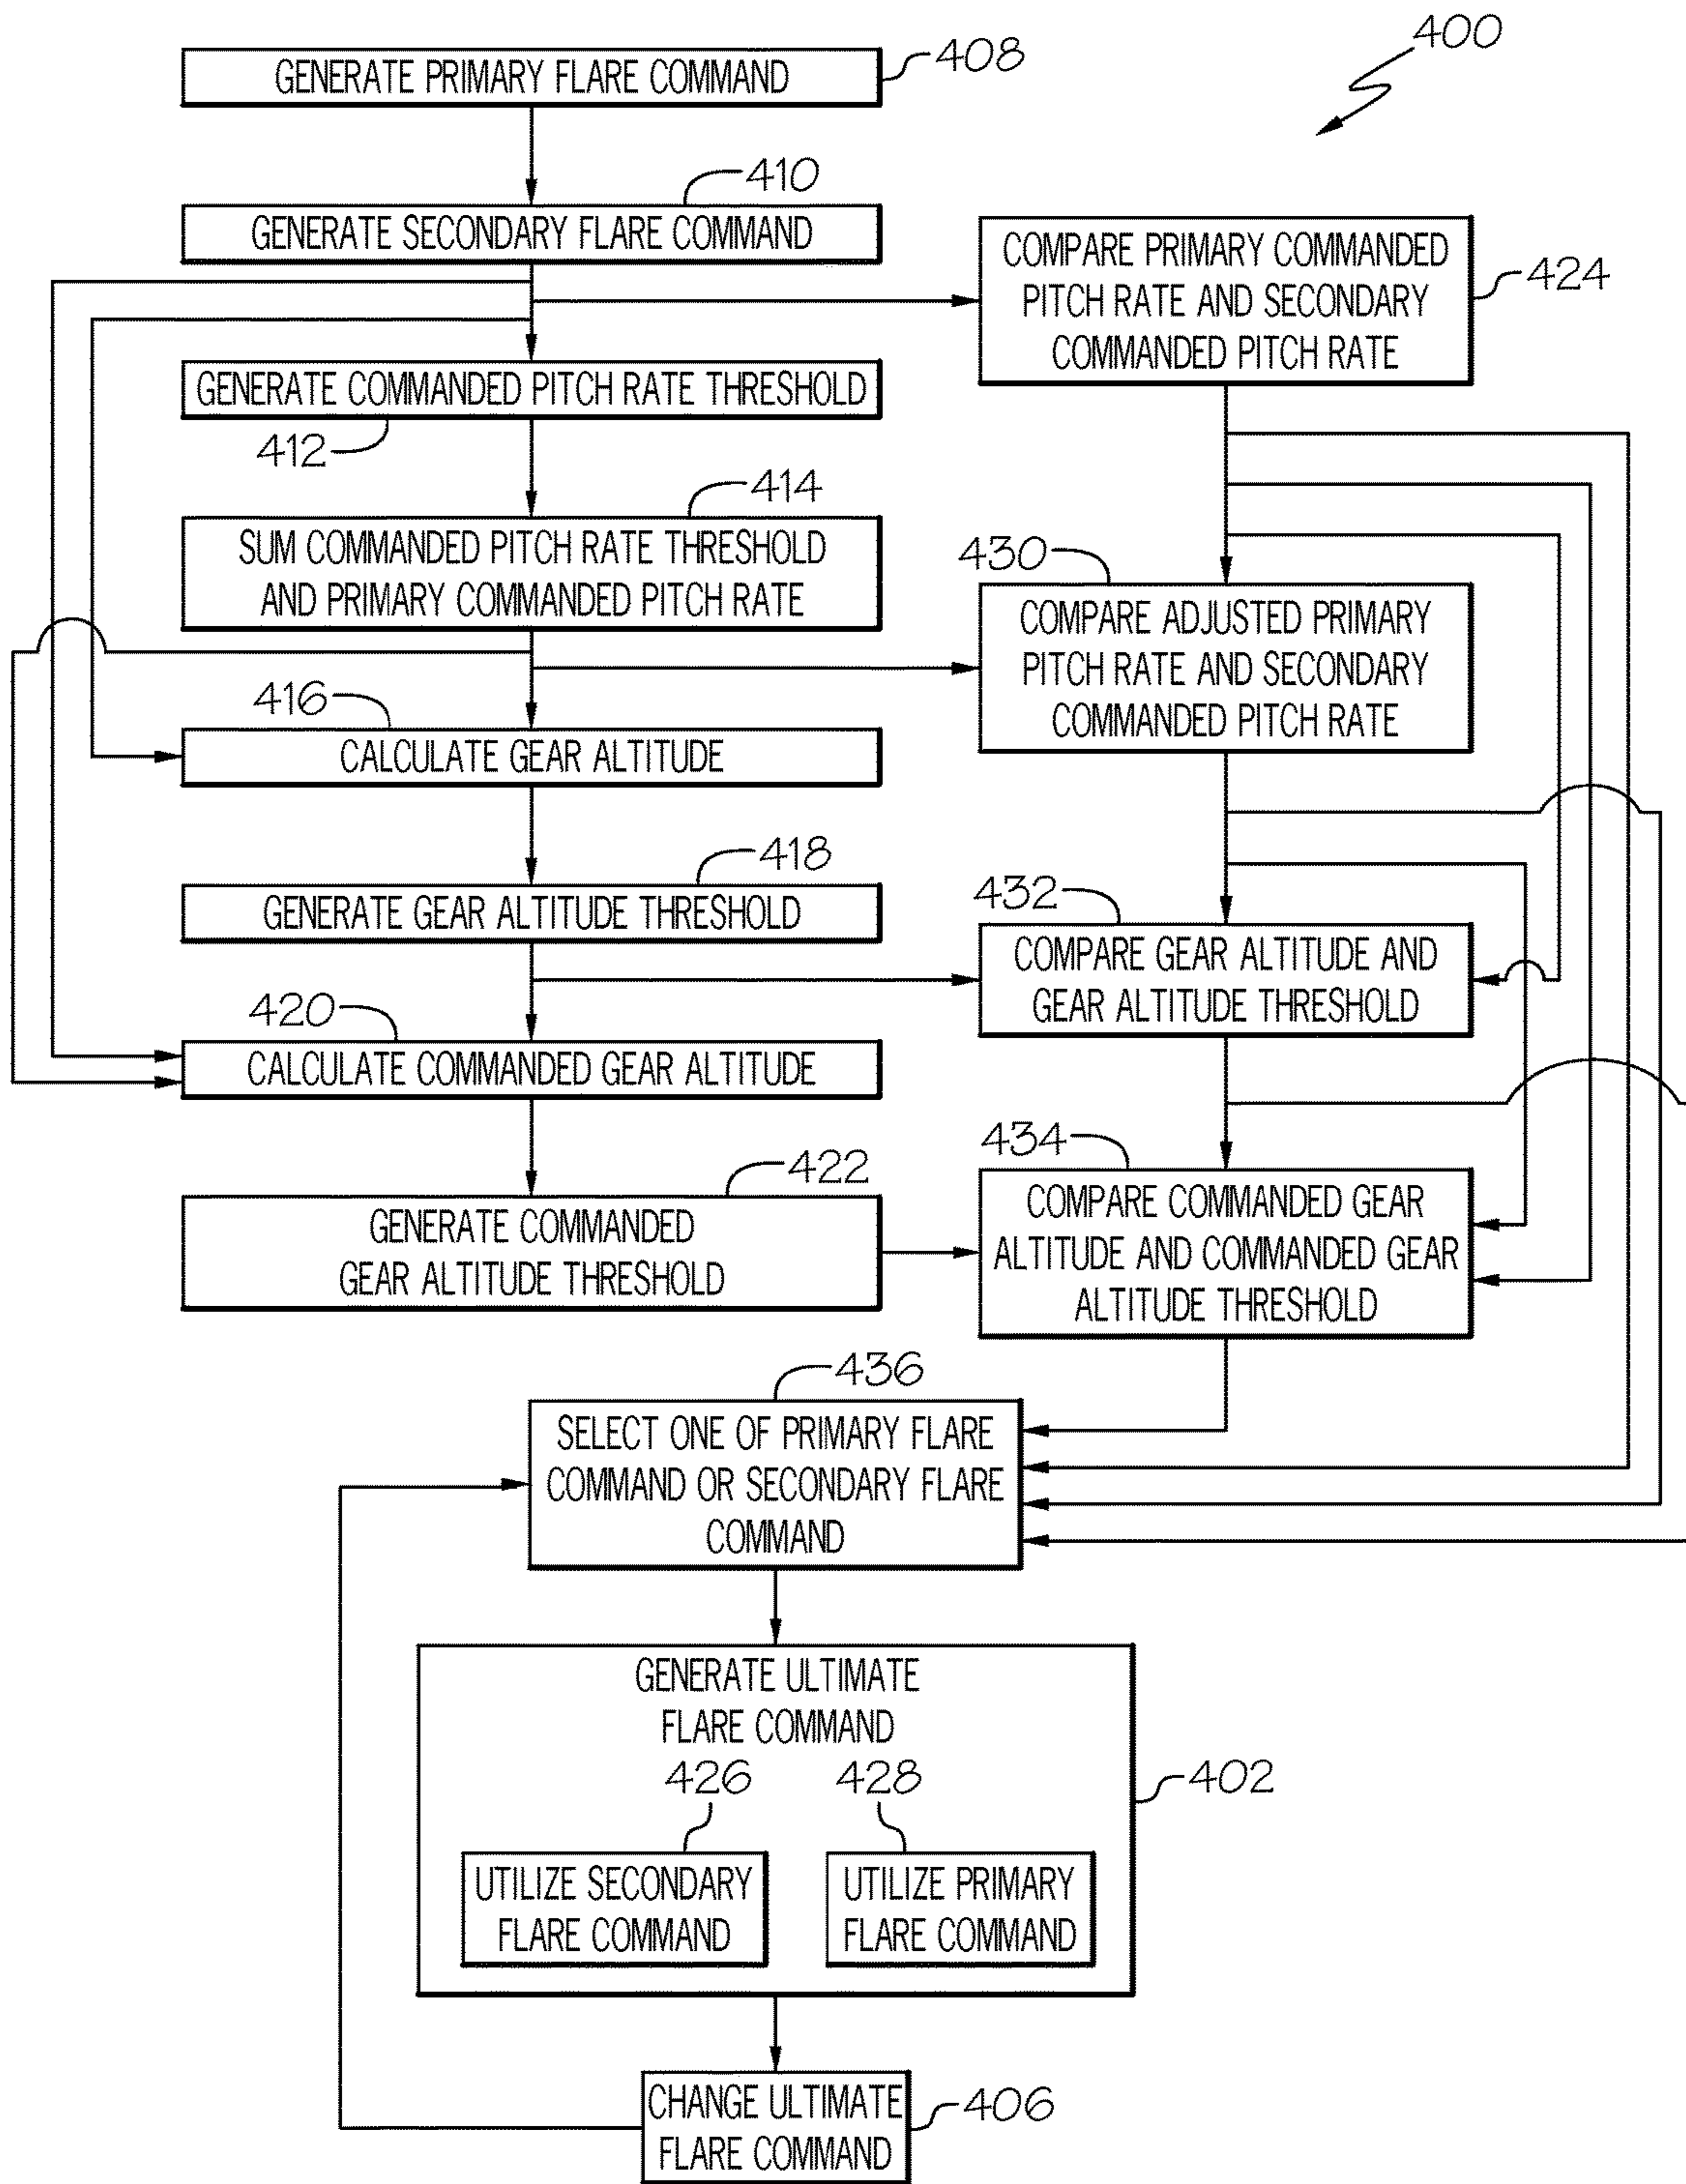 400
GENERATE PRIMARY FLARE COMMAND
408
410
GENERATE SECONDARY FLARE COMMAND
COMPARE PRIMARY COMMANDED
PITCH RATE AND SECONDARY
COMMANDED PITCH RATE
424
GENERATE COMMANDED PITCH RATE THRESHOLD
412
414
SUM COMMANDED PITCH RATE THRESHOLD
AND PRIMARY COMMANDED PITCH RATE
430
COMPARE ADJUSTED PRIMARY
PITCH RATE AND SECONDARY
COMMANDED PITCH RATE
416
CALCULATE GEAR ALTITUDE
418
GENERATE GEAR ALTITUDE THRESHOLD
432
COMPARE GEAR ALTITUDE AND
GEAR ALTITUDE THRESHOLD
420
CALCULATE COMMANDED GEAR ALTITUDE
422
GENERATE COMMANDED
GEAR ALTITUDE THRESHOLD
434
COMPARE COMMANDED GEAR
ALTITUDE AND COMMANDED GEAR
ALTITUDE THRESHOLD
436
SELECT ONE OF PRIMARY FLARE
COMMAND OR SECONDARY FLARE
COMMAND
GENERATE ULTIMATE
FLARE COMMAND
402
426
UTILIZE SECONDARY
FLARE COMMAND
428
UTILIZE PRIMARY
FLARE COMMAND
CHANGE ULTIMATE
FLARE COMMAND
406